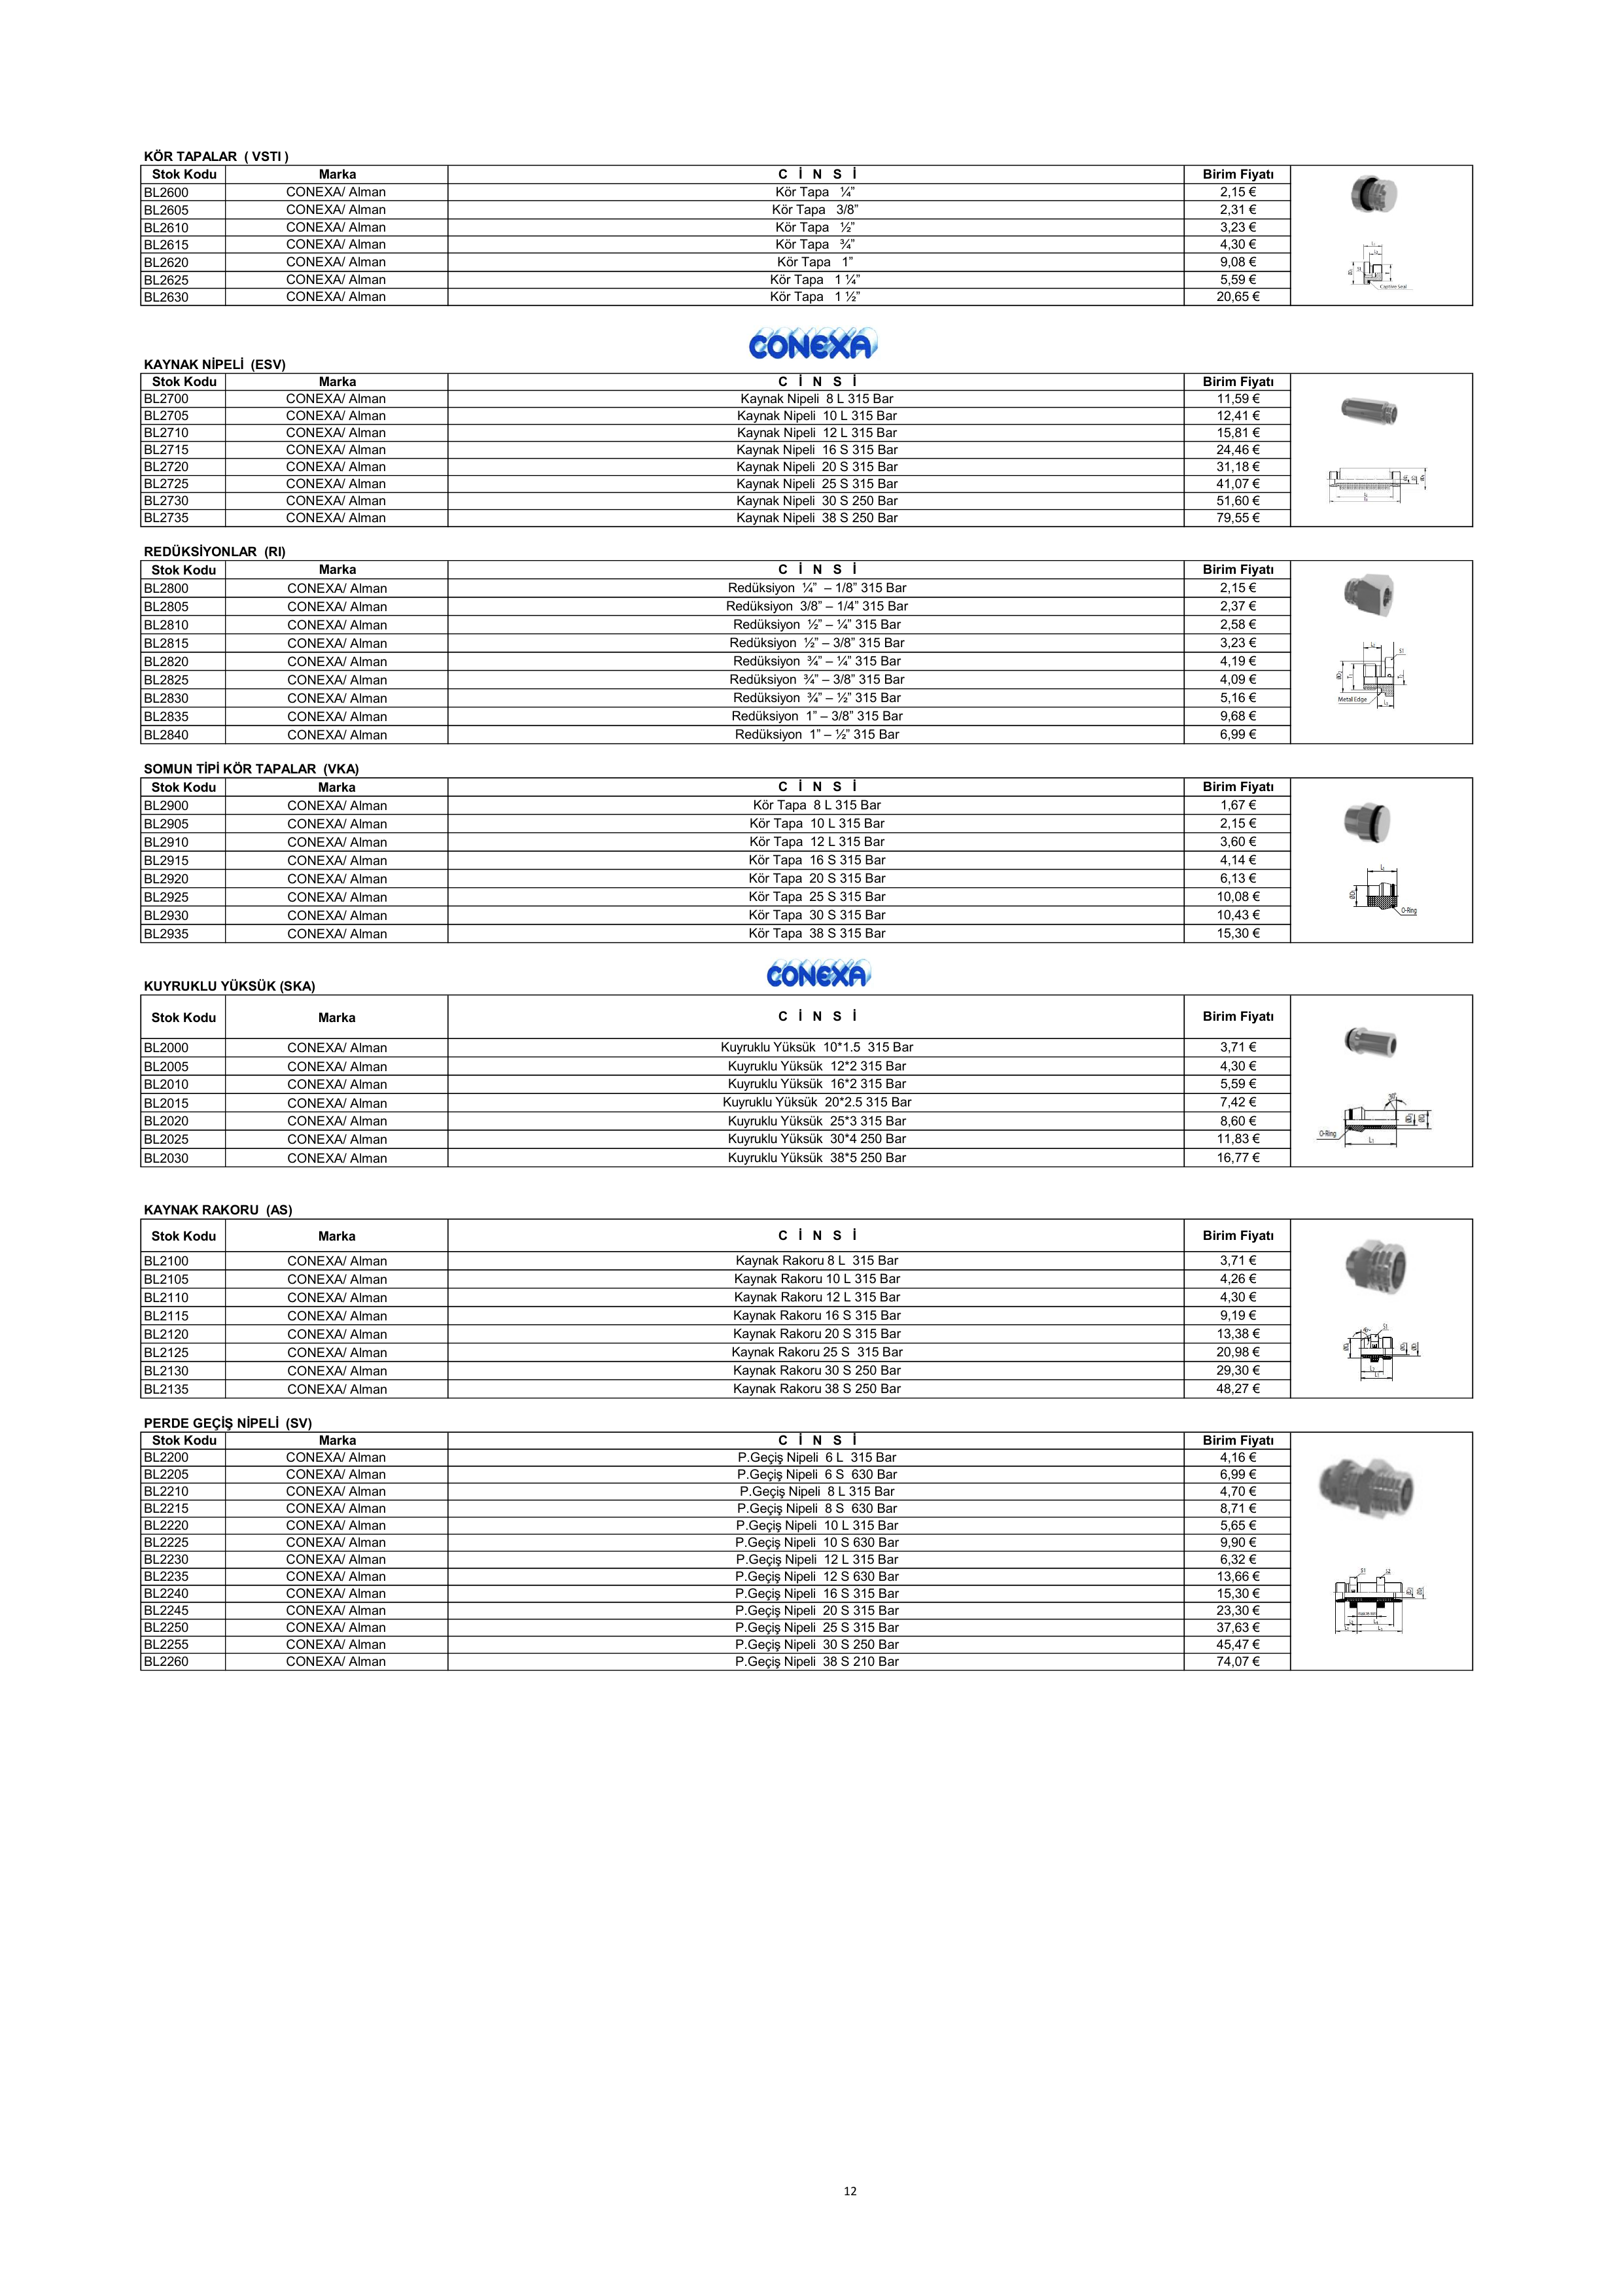 KÖR TAPALAR  ( VSTI )
Stok Kodu Marka C İ N S İ Birim Fiyatı
BL2600 CONEXA/ Alman Kör Tapa ¼” 2,15 €
BL2605 CONEXA/ Alman Kör Tapa 3/8” 2,31 €
BL2610 CONEXA/ Alman Kör Tapa ½” 3,23 €
BL2615 CONEXA/ Alman Kör Tapa ¾” 4,30 €
BL2620 CONEXA/ Alman Kör Tapa 1” 9,08 €
BL2625 CONEXA/ Alman Kör Tapa 1 ¼” 5,59 €
BL2630 CONEXA/ Alman Kör Tapa 1 ½” 20,65 €
Captive Seal
CONEXA
KAYNAK NİPELİ (ESV)
Stok Kodu Marka C İ N S İ Birim Fiyatı
BL2700 CONEXA/ Alman Kaynak Nipeli 8 L 315 Bar 11,59 €
BL2705 CONEXA/ Alman Kaynak Nipeli 10 L 315 Bar 12,41 €
BL2710 CONEXA/ Alman Kaynak Nipeli 12 L 315 Bar 15,81 €
BL2715 CONEXA/ Alman Kaynak Nipeli 16 S 315 Bar 24,46 €
BL2720 CONEXA/ Alman Kaynak Nipeli 20 S 315 Bar 31,18 €
BL2725 CONEXA/ Alman Kaynak Nipeli 25 S 315 Bar 41,07 €
BL2730 CONEXA/ Alman Kaynak Nipeli 30 S 250 Bar 51,60 €
BL2735 CONEXA/ Alman Kaynak Nipeli 38 S 250 Bar 79,55 €
REDÜKSİYONLAR (RI)
Stok Kodu Marka C İ N S İ Birim Fiyatı
BL2800 CONEXA/ Alman Redüksiyon ¼” – 1/8” 315 Bar 2,15 €
BL2805 CONEXA/ Alman Redüksiyon 3/8” – 1/4” 315 Bar 2,37 €
BL2810 CONEXA/ Alman Redüksiyon ½” – ¼” 315 Bar 2,58 €
BL2815 CONEXA/ Alman Redüksiyon ½” – 3/8” 315 Bar 3,23 €
BL2820 CONEXA/ Alman Redüksiyon ¾” – ¼” 315 Bar 4,19 €
BL2825 CONEXA/ Alman Redüksiyon ¾” – 3/8” 315 Bar 4,09 €
BL2830 CONEXA/ Alman Redüksiyon ¾” – ½” 315 Bar 5,16 €
BL2835 CONEXA/ Alman Redüksiyon 1” – 3/8” 315 Bar 9,68 €
BL2840 CONEXA/ Alman Redüksiyon 1” – ½” 315 Bar 6,99 €
Metal Edge
SOMUN TİPİ KÖR TAPALAR (VKA)
Stok Kodu Marka C İ N S İ Birim Fiyatı
BL2900 CONEXA/ Alman Kör Tapa 8 L 315 Bar 1,67 €
BL2905 CONEXA/ Alman Kör Tapa 10 L 315 Bar 2,15 €
BL2910 CONEXA/ Alman Kör Tapa 12 L 315 Bar 3,60 €
BL2915 CONEXA/ Alman Kör Tapa 16 S 315 Bar 4,14 €
BL2920 CONEXA/ Alman Kör Tapa 20 S 315 Bar 6,13 €
BL2925 CONEXA/ Alman Kör Tapa 25 S 315 Bar 10,08 €
BL2930 CONEXA/ Alman Kör Tapa 30 S 315 Bar 10,43 €
BL2935 CONEXA/ Alman Kör Tapa 38 S 315 Bar 15,30 €
O-Ring
CONEXA
KUYRUKLU YÜKSÜK (SKA)
Stok Kodu Marka C İ N S İ Birim Fiyatı
BL2000 CONEXA/ Alman Kuyruklu Yüksük 10*1.5 315 Bar 3,71 €
BL2005 CONEXA/ Alman Kuyruklu Yüksük 12*2 315 Bar 4,30 €
BL2010 CONEXA/ Alman Kuyruklu Yüksük 16*2 315 Bar 5,59 €
BL2015 CONEXA/ Alman Kuyruklu Yüksük 20*2.5 315 Bar 7,42 €
BL2020 CONEXA/ Alman Kuyruklu Yüksük 25*3 315 Bar 8,60 €
BL2025 CONEXA/ Alman Kuyruklu Yüksük 30*4 250 Bar 11,83 €
BL2030 CONEXA/ Alman Kuyruklu Yüksük 38*5 250 Bar 16,77 €
O-Ring
KAYNAK RAKORU (AS)
Stok Kodu Marka C İ N S İ Birim Fiyatı
BL2100 CONEXA/ Alman Kaynak Rakoru 8 L 315 Bar 3,71 €
BL2105 CONEXA/ Alman Kaynak Rakoru 10 L 315 Bar 4,26 €
BL2110 CONEXA/ Alman Kaynak Rakoru 12 L 315 Bar 4,30 €
BL2115 CONEXA/ Alman Kaynak Rakoru 16 S 315 Bar 9,19 €
BL2120 CONEXA/ Alman Kaynak Rakoru 20 S 315 Bar 13,38 €
BL2125 CONEXA/ Alman Kaynak Rakoru 25 S 315 Bar 20,98 €
BL2130 CONEXA/ Alman Kaynak Rakoru 30 S 250 Bar 29,30 €
BL2135 CONEXA/ Alman Kaynak Rakoru 38 S 250 Bar 48,27 €
PERDE GEÇİŞ NİPELİ (SV)
Stok Kodu Marka C İ N S İ Birim Fiyatı
BL2200 CONEXA/ Alman P.Geçiş Nipeli 6 L 315 Bar 4,16 €
BL2205 CONEXA/ Alman P.Geçiş Nipeli 6 S 630 Bar 6,99 €
BL2210 CONEXA/ Alman P.Geçiş Nipeli 8 L 315 Bar 4,70 €
BL2215 CONEXA/ Alman P.Geçiş Nipeli 8 S 630 Bar 8,71 €
BL2220 CONEXA/ Alman P.Geçiş Nipeli 10 L 315 Bar 5,65 €
BL2225 CONEXA/ Alman P.Geçiş Nipeli 10 S 630 Bar 9,90 €
BL2230 CONEXA/ Alman P.Geçiş Nipeli 12 L 315 Bar 6,32 €
BL2235 CONEXA/ Alman P.Geçiş Nipeli 12 S 630 Bar 13,66 €
BL2240 CONEXA/ Alman P.Geçiş Nipeli 16 S 315 Bar 15,30 €
BL2245 CONEXA/ Alman P.Geçiş Nipeli 20 S 315 Bar 23,30 €
BL2250 CONEXA/ Alman P.Geçiş Nipeli 25 S 315 Bar 37,63 €
BL2255 CONEXA/ Alman P.Geçiş Nipeli 30 S 250 Bar 45,47 €
BL2260 CONEXA/ Alman P.Geçiş Nipeli 38 S 210 Bar 74,07 €
12